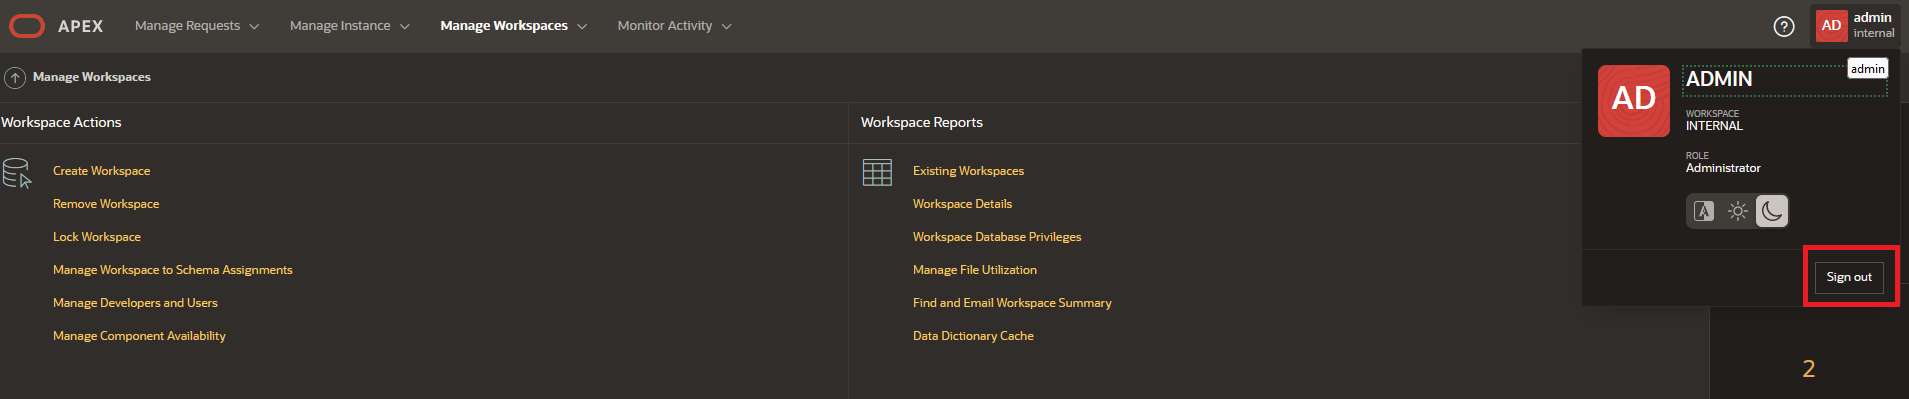 APEX
Manage Requests
Manage Instance
Manage Workspaces
Monitor Activity
?
AD
admin
internal
Manage Workspaces
Workspace Actions
Create Workspace
Remove Workspace
Lock Workspace
Manage Workspace to Schema Assignments
Manage Developers and Users
Manage Component Availability
Workspace Reports
Existing Workspaces
Workspace Details
Workspace Database Privileges
Manage File Utilization
Find and Email Workspace Summary
Data Dictionary Cache
AD
ADMIN
admin
WORKSPACE
INTERNAL
ROLE
Administrator
Sign out
2